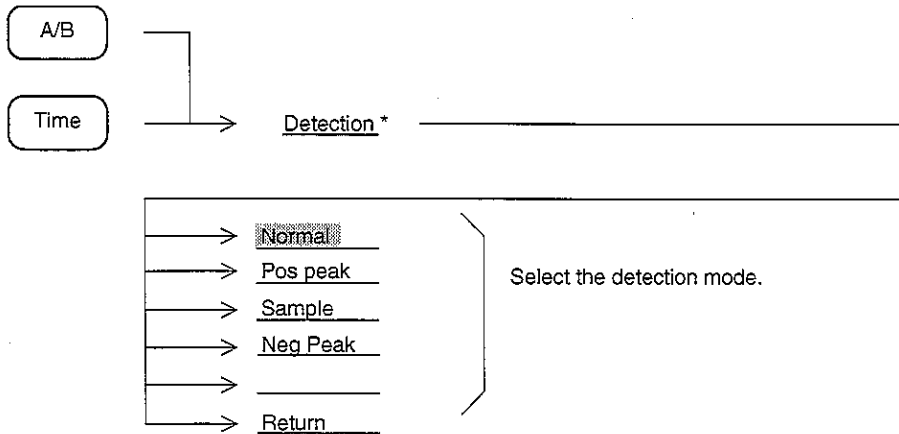 A/B
Time
Detection *
Normal
Pos peak
Sample
Neg Peak
Return
Select the detection mode.